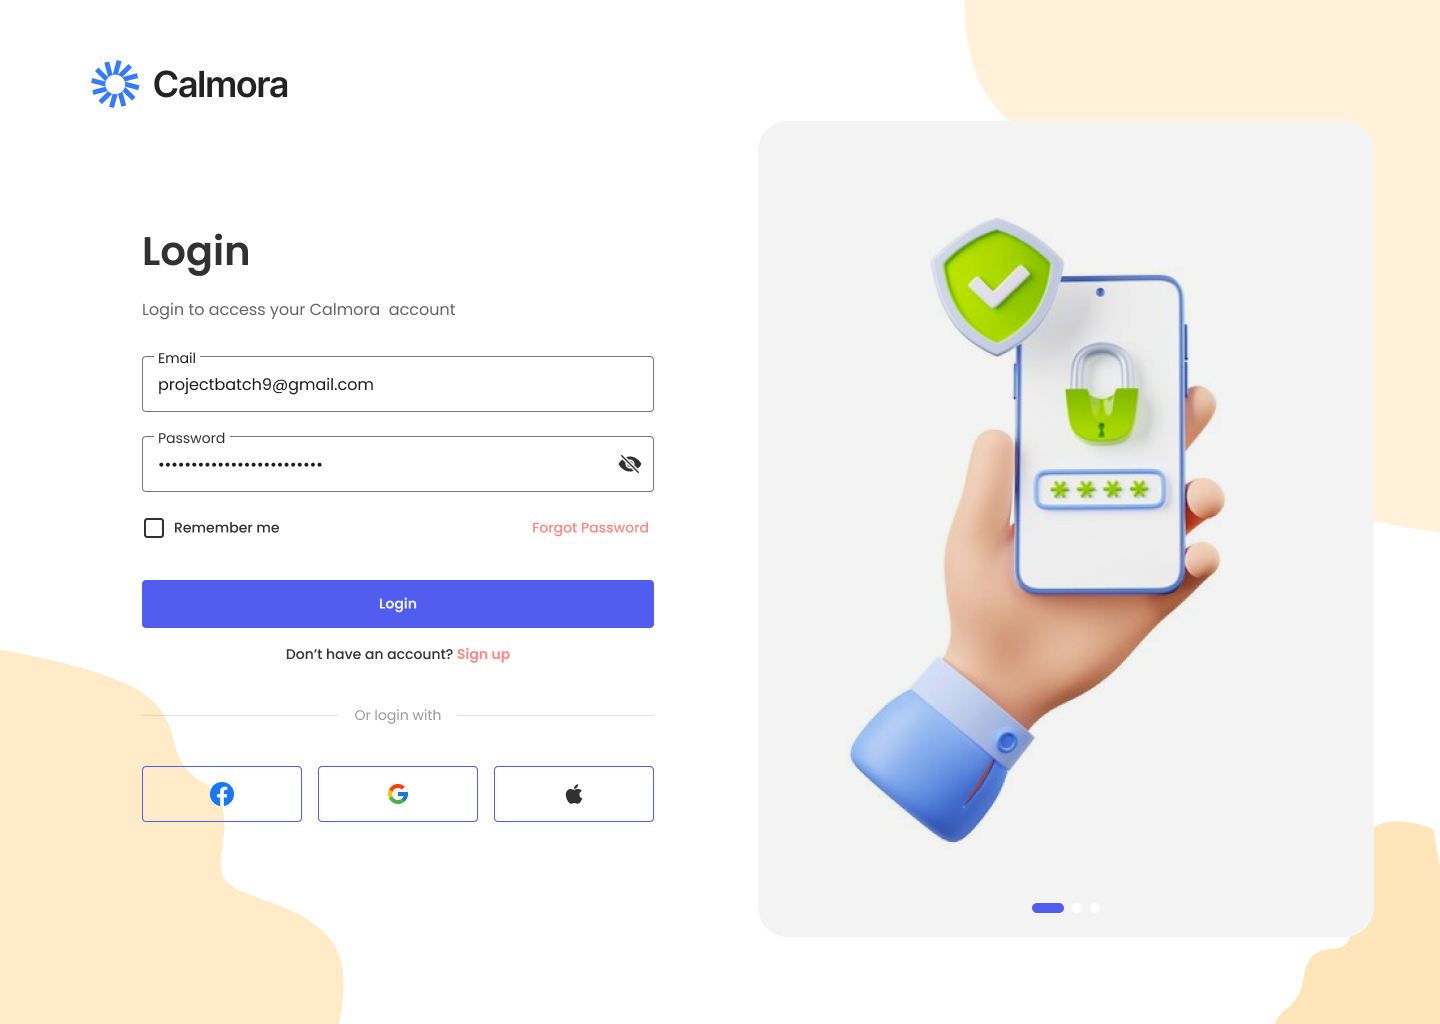 Calmora
Login
Login to access your Calmora  account
Email
projectbatch9@gmail.com
Password
•••••••••••••••••••••••••
Remember me
Forgot Password
Login
Don’t have an account? Sign up
Or login with
****